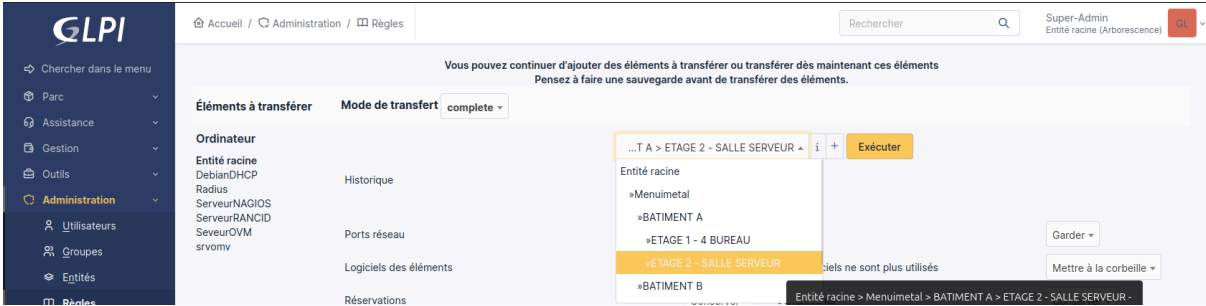 GLPI
Accueil / Administration / Règles
Rechercher
Super-Admin
Entité racine (Arborescence)
GL
Chercher dans le menu
Parc
Assistance
Gestion
Outils
Administration
Utilisateurs
Groupes
Entités
Règles
Vous pouvez continuer d'ajouter des éléments à transférer ou transférer dès maintenant ces éléments
Pensez à faire une sauvegarde avant de transférer des éléments.
Éléments à transférer Mode de transfert complete
Ordinateur
Entité racine
DebianDHCP
Radius
ServeurNAGIOS
ServeurRANCID
SeveurOVM
srvomv
...T A > ETAGE 2 - SALLE SERVEUR i + Exécuter
Entité racine
»Menuimetal
»BATIMENT A
»ETAGE 1 - 4 BUREAU
»ETAGE 2 - SALLE SERVEUR
»BATIMENT B
Historique
Ports réseau Garder
Logiciels des éléments ciels ne sont plus utilisés Mettre à la corbeille
Réservations
Entité racine > Menuimetal > BATIMENT A > ETAGE 2 - SALLE SERVEUR -